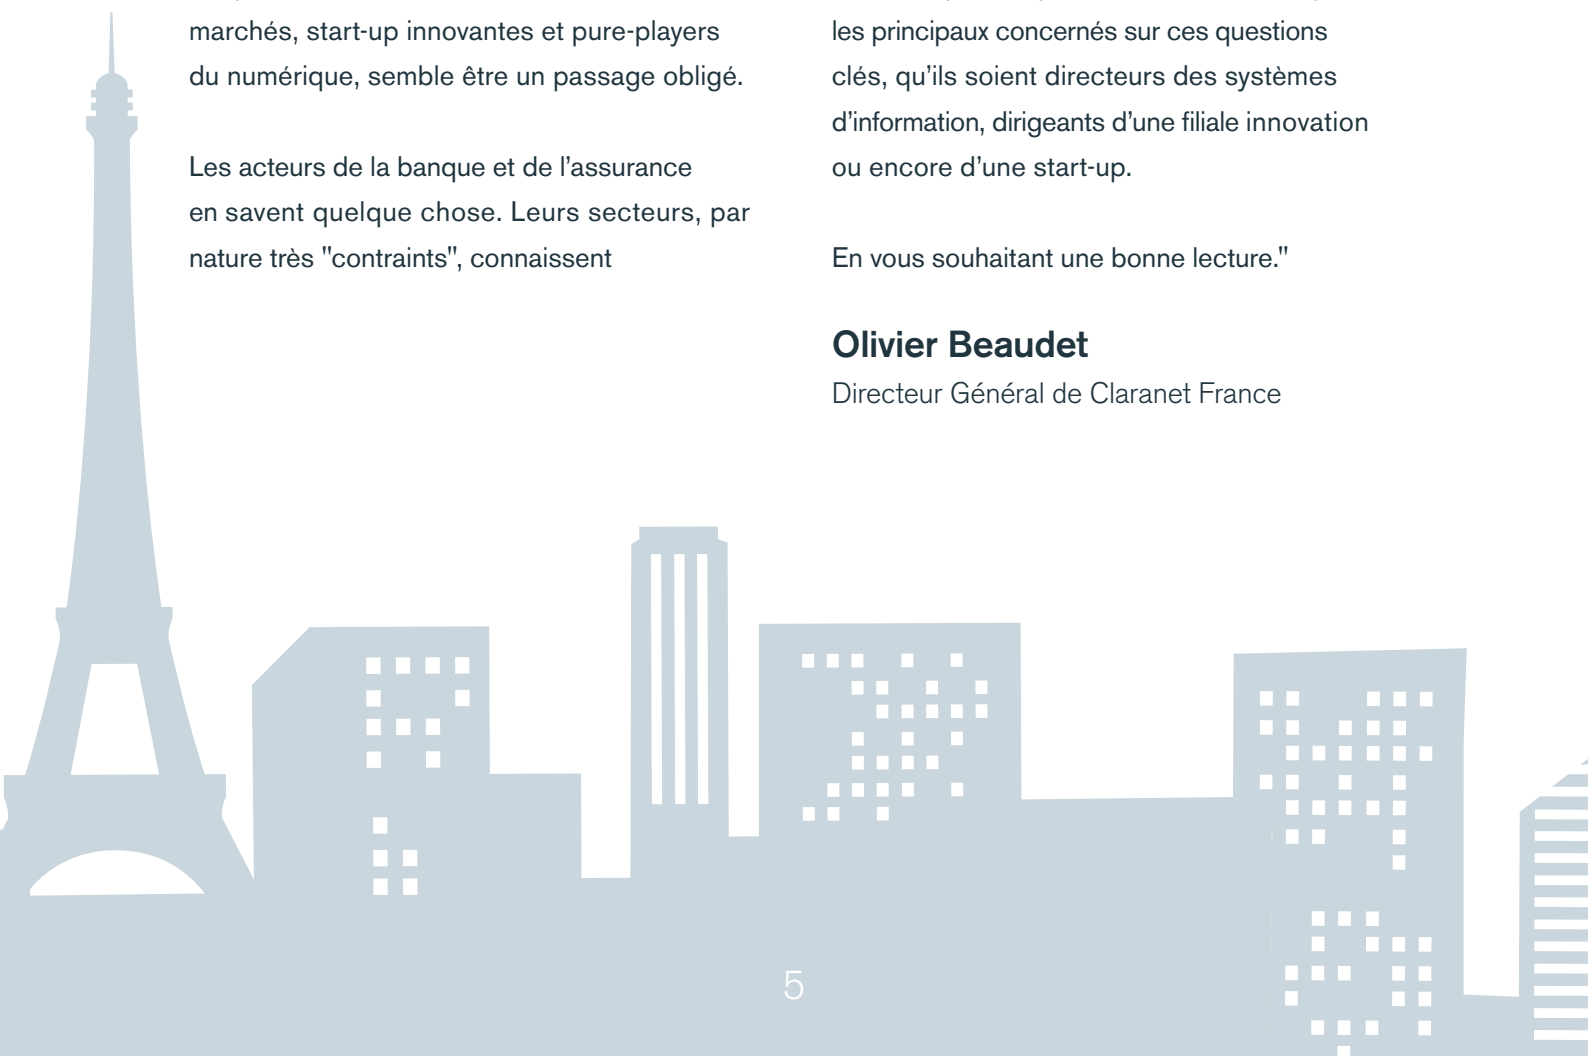 marchés, start-up innovantes et pure-players
du numérique, semble être un passage obligé.
Les acteurs de la banque et de l'assurance
en savent quelque chose. Leurs secteurs, par
nature très "contraints", connaissent
les principaux concernés sur ces questions
clés, qu'ils soient directeurs des systèmes
d'information, dirigeants d'une filiale innovation
ou encore d'une start-up.
En vous souhaitant une bonne lecture."
Olivier Beaudet
Directeur Général de Claranet France
5